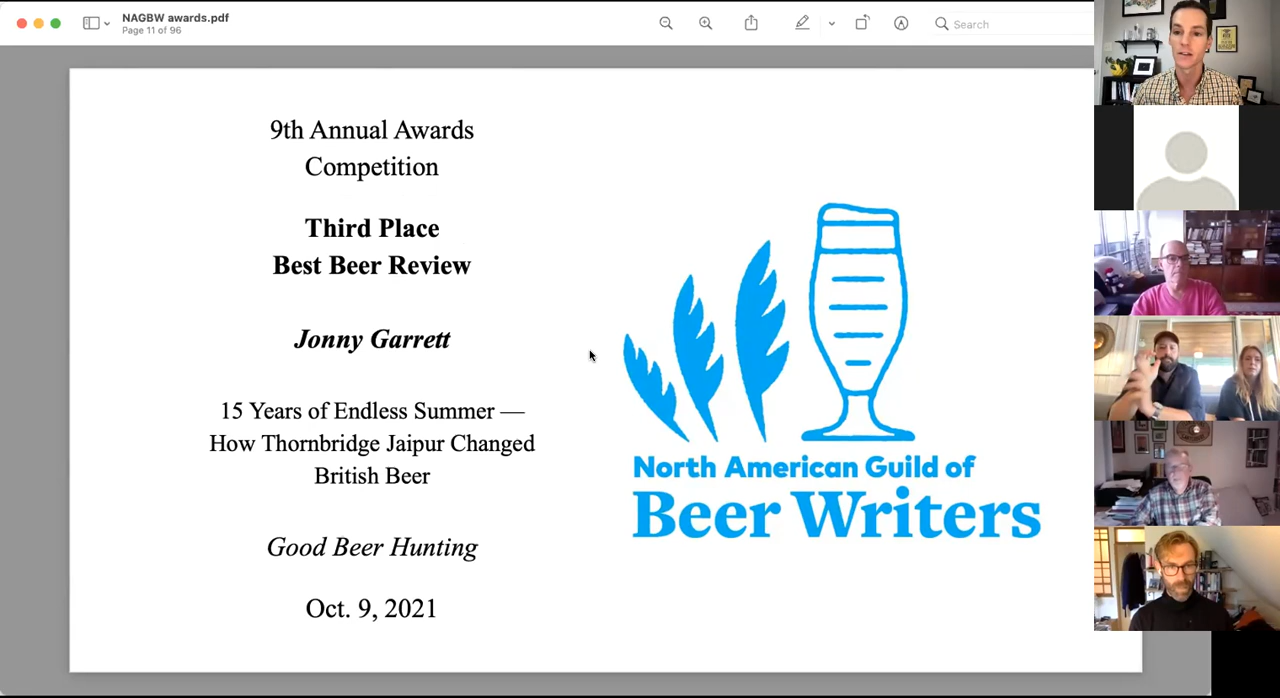 NAGBW awards.pdf
Page 11 of 96
Search
9th Annual Awards
Competition
Third Place
Best Beer Review
Jonny Garrett
15 Years of Endless Summer —
How Thornbridge Jaipur Changed
British Beer
Good Beer Hunting
Oct. 9, 2021
North American Guild of
Beer Writers